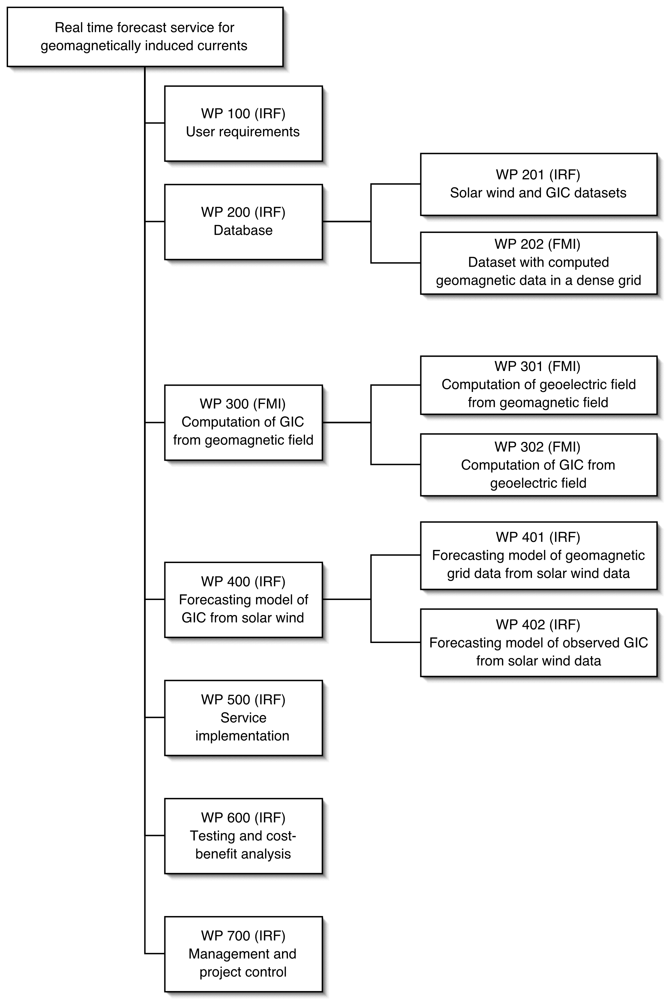 Real time forecast service for
geomagnetically induced currents
WP 100 (IRF)
User requirements
WP 200 (IRF)
Database
WP 201 (IRF)
Solar wind and GIC datasets
WP 202 (FMI)
Dataset with computed
geomagnetic data in a dense grid
WP 300 (FMI)
Computation of GIC
from geomagnetic field
WP 301 (FMI)
Computation of geoelectric field
from geomagnetic field
WP 302 (FMI)
Computation of GIC from
geoelectric field
WP 400 (IRF)
Forecasting model of
GIC from solar wind
WP 401 (IRF)
Forecasting model of geomagnetic
grid data from solar wind data
WP 402 (IRF)
Forecasting model of observed GIC
from solar wind data
WP 500 (IRF)
Service
implementation
WP 600 (IRF)
Testing and cost-
benefit analysis
WP 700 (IRF)
Management and
project control